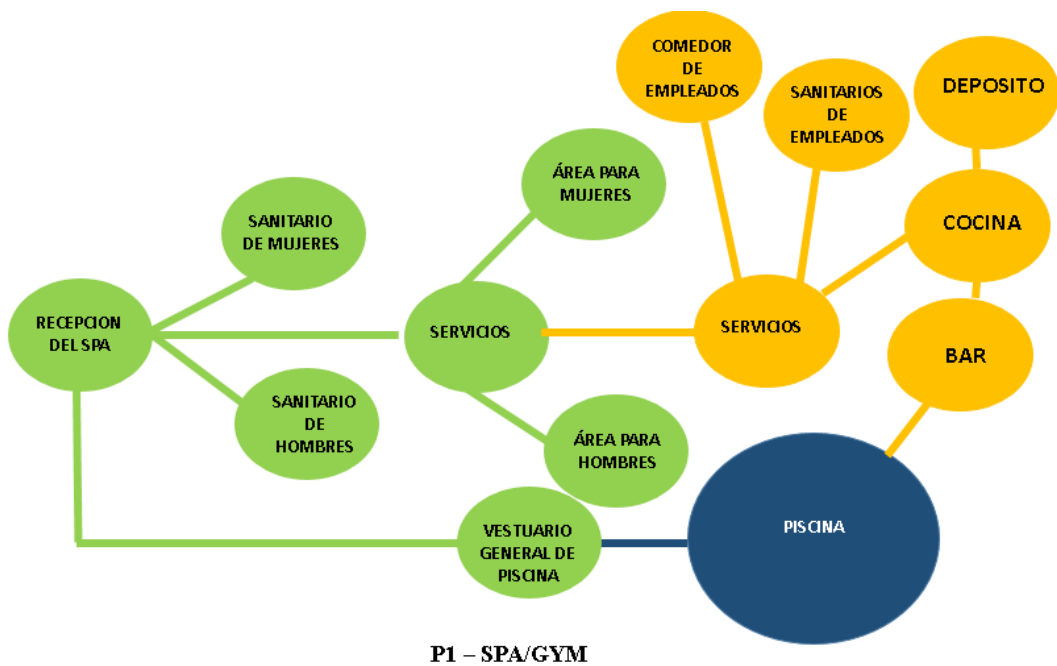 COMEDOR
DE
EMPLEADOS
SANITARIOS
DE
EMPLEADOS
DEPOSITO
ÁREA PARA
MUJERES
SANITARIO
DE MUJERES
COCINA
RECEPCION
DEL SPA
SERVICIOS
SERVICIOS
BAR
SANITARIO
DE
HOMBRES
ÁREA PARA
HOMBRES
VESTUARIO
GENERAL DE
PISCINA
PISCINA
P1 – SPA/GYM